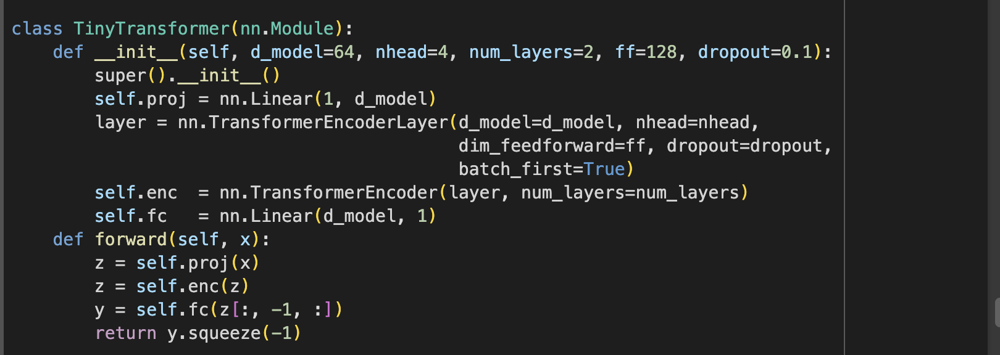 class TinyTransformer(nn.Module):
    def __init__(self, d_model=64, nhead=4, num_layers=2, ff=128, dropout=0.1):
        super().__init__()
        self.proj = nn.Linear(1, d_model)
        layer = nn.TransformerEncoderLayer(d_model=d_model, nhead=nhead,
                                           dim_feedforward=ff, dropout=dropout,
                                           batch_first=True)
        self.enc  = nn.TransformerEncoder(layer, num_layers=num_layers)
        self.fc   = nn.Linear(d_model, 1)
    def forward(self, x):
        z = self.proj(x)
        z = self.enc(z)
        y = self.fc(z[:, -1, :])
        return y.squeeze(-1)